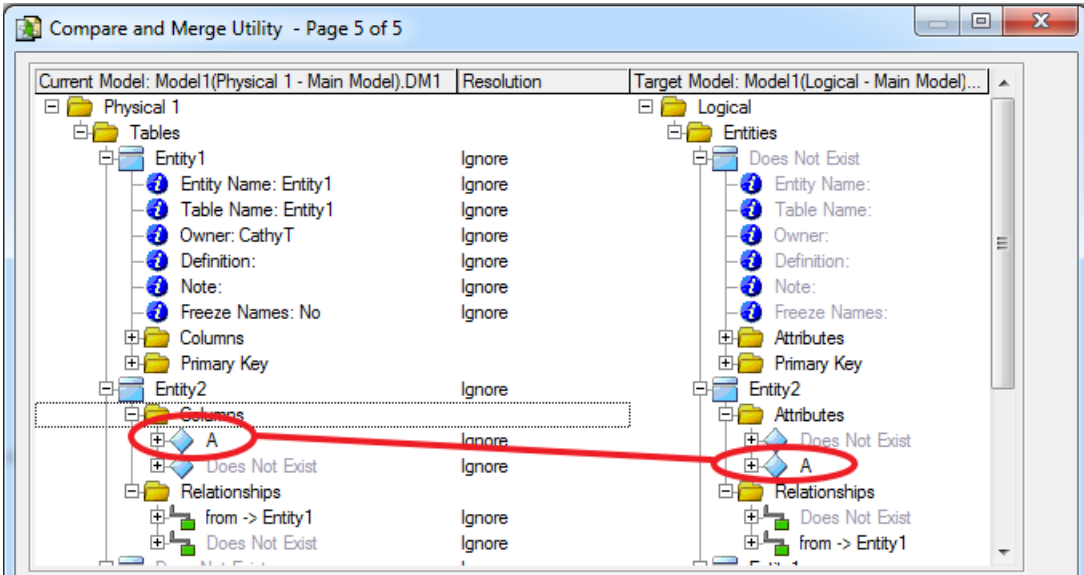 Compare and Merge Utility - Page 5 of 5
Current Model: Model1(Physical 1 - Main Model).DM1 Resolution Target Model: Model1(Logical - Main Model)...
Physical 1 Logical
Tables Entities
Entity1 Ignore Does Not Exist
Entity Name: Entity1 Ignore Entity Name:
Table Name: Entity1 Ignore Table Name:
Owner: CathyT Ignore Owner:
Definition: Ignore Definition:
Note: Ignore Note:
Freeze Names: No Ignore Freeze Names:
Columns Attributes
Primary Key Primary Key
Entity2 Ignore Entity2
Columns Attributes
A Ignore Does Not Exist
Does Not Exist Ignore A
Relationships Relationships
from -> Entity1 Ignore Does Not Exist
Does Not Exist Ignore from -> Entity1